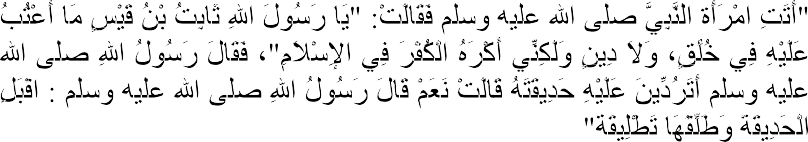 "أَتَتِ امْرَأَةُ النَّبِيَّ صلى الله عليه وسلم فَقَالَتْ: "يَا رَسُولَ اللهِ ثَابِتُ بْنُ قَيْسٍ مَا أَعْتُبُ
عَلَيْهِ فِي خُلُقٍ، وَلَا دِينٍ وَلَكِنِّي أَكْرَهُ الْكُفْرَ فِي الإِسْلَامِ"، فَقَالَ رَسُولُ اللهِ صلى الله
عليه وسلم أَتَرُدِّينَ عَلَيْهِ حَدِيقَتَهُ قَالَتْ نَعَمْ قَالَ رَسُولُ اللهِ صلى الله عليه وسلم : اقْبَلِ
الْحَدِيقَةَ وَطَلِّقْهَا تَطْلِيقَةً"